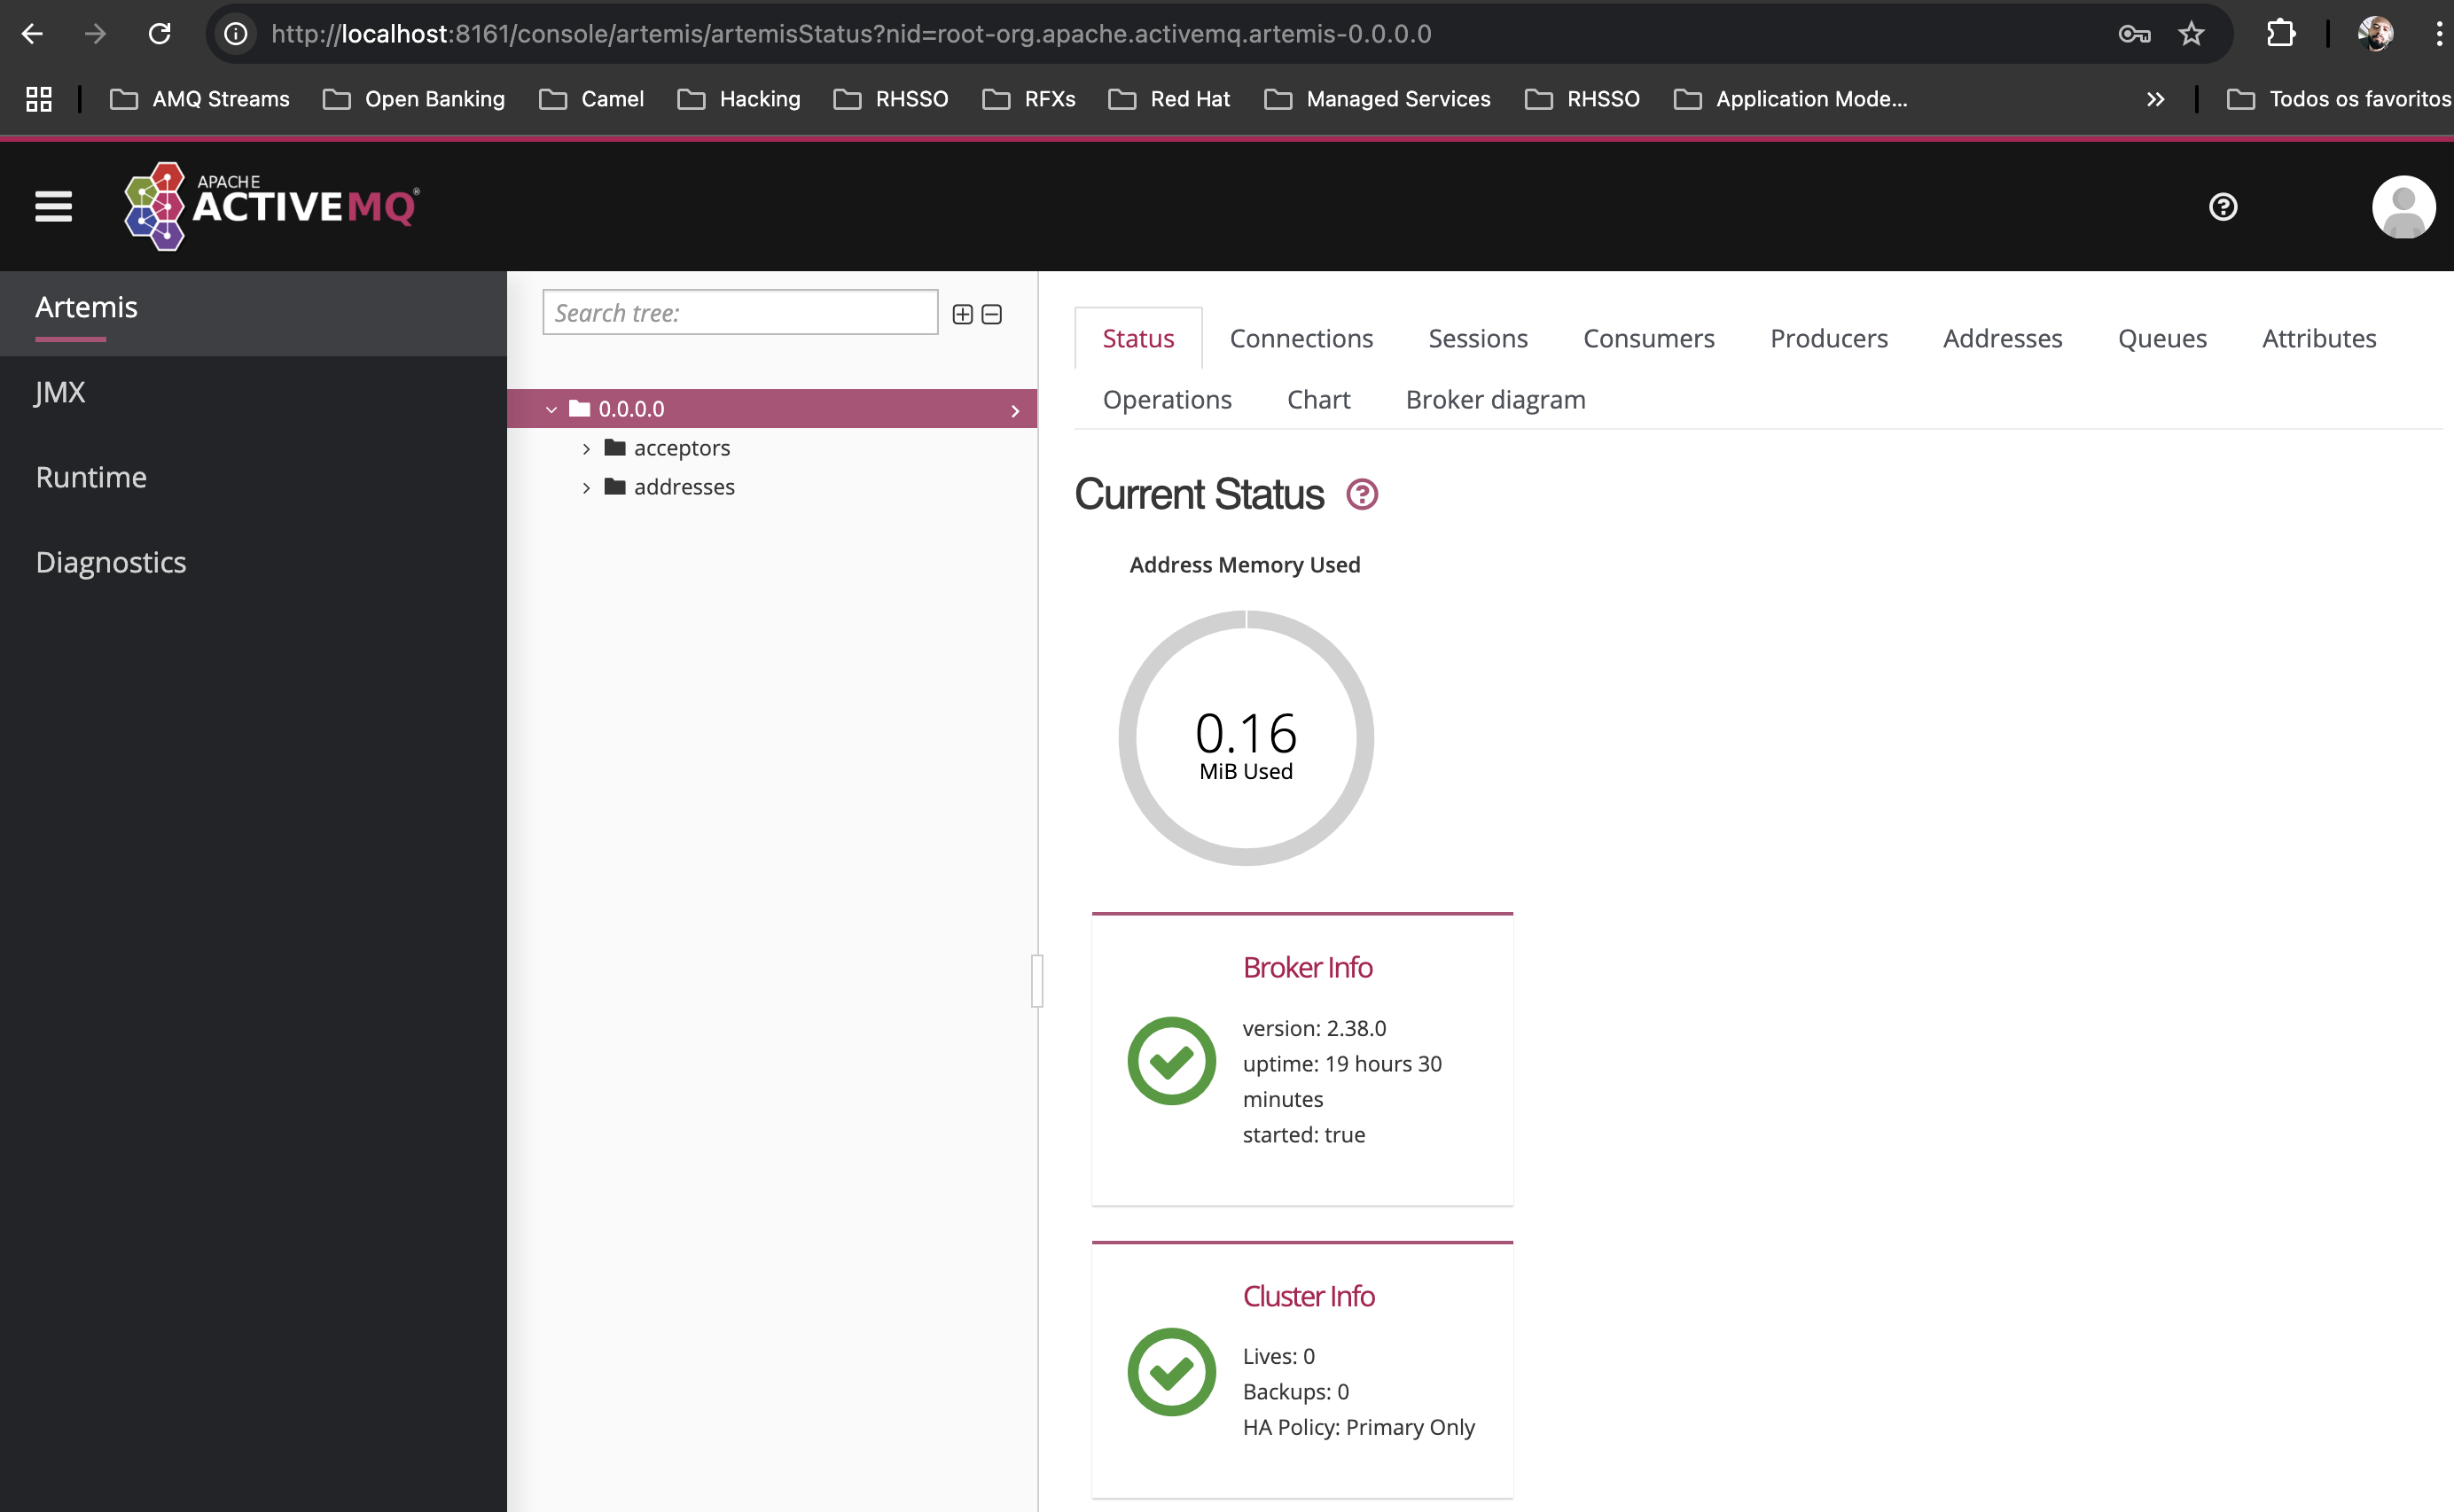 http://localhost:8161/console/artemis/artemisStatus?nid=root-org.apache.activemq.artemis-0.0.0.0
AMQ Streams Open Banking Camel Hacking RHSSO RFXs Red Hat Managed Services RHSSO Application Mode... Todos os favoritos
APACHE
ACTIVEMQ®
Artemis
JMX
Runtime
Diagnostics
Search tree:
0.0.0.0
acceptors
addresses
Status Connections Sessions Consumers Producers Addresses Queues Attributes
Operations Chart Broker diagram
Current Status
Address Memory Used
0.16
MiB Used
Broker Info
version: 2.38.0
uptime: 19 hours 30
minutes
started: true
Cluster Info
Lives: 0
Backups: 0
HA Policy: Primary Only